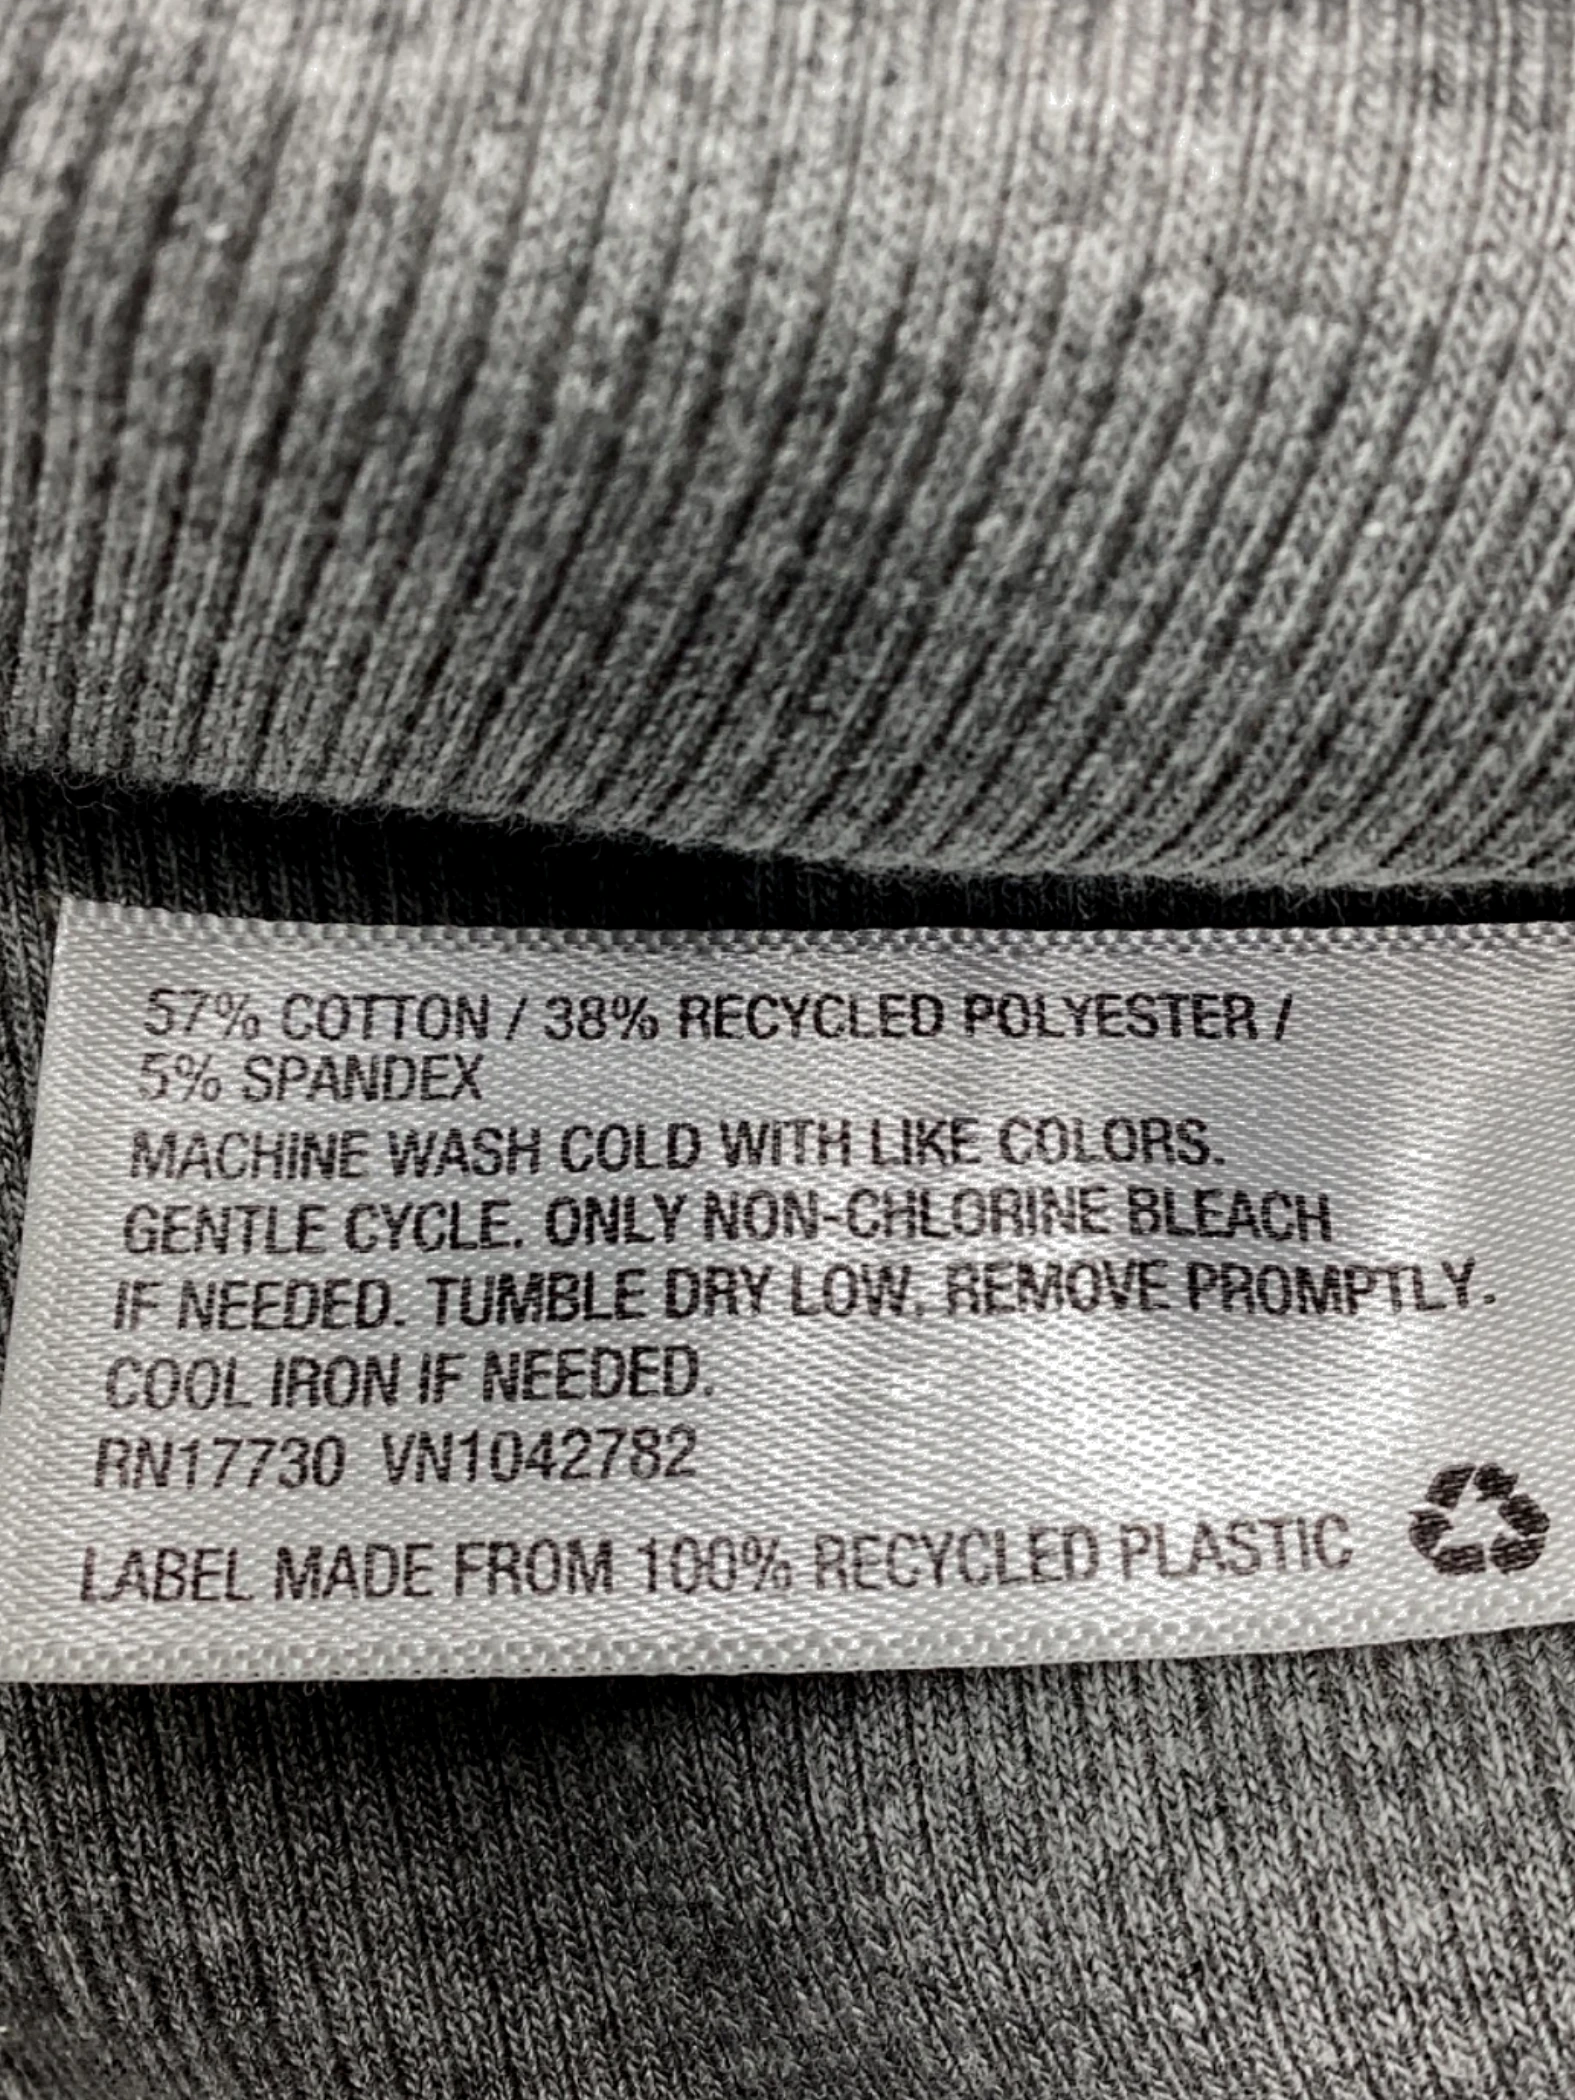 57% COTTON / 38% RECYCLED POLYESTER /
5% SPANDEX
MACHINE WASH COLD WITH LIKE COLORS.
GENTLE CYCLE. ONLY NON-CHLORINE BLEACH
IF NEEDED. TUMBLE DRY LOW. REMOVE PROMPTLY.
COOL IRON IF NEEDED.
RN17730 VN1042782
LABEL MADE FROM 100% RECYCLED PLASTIC